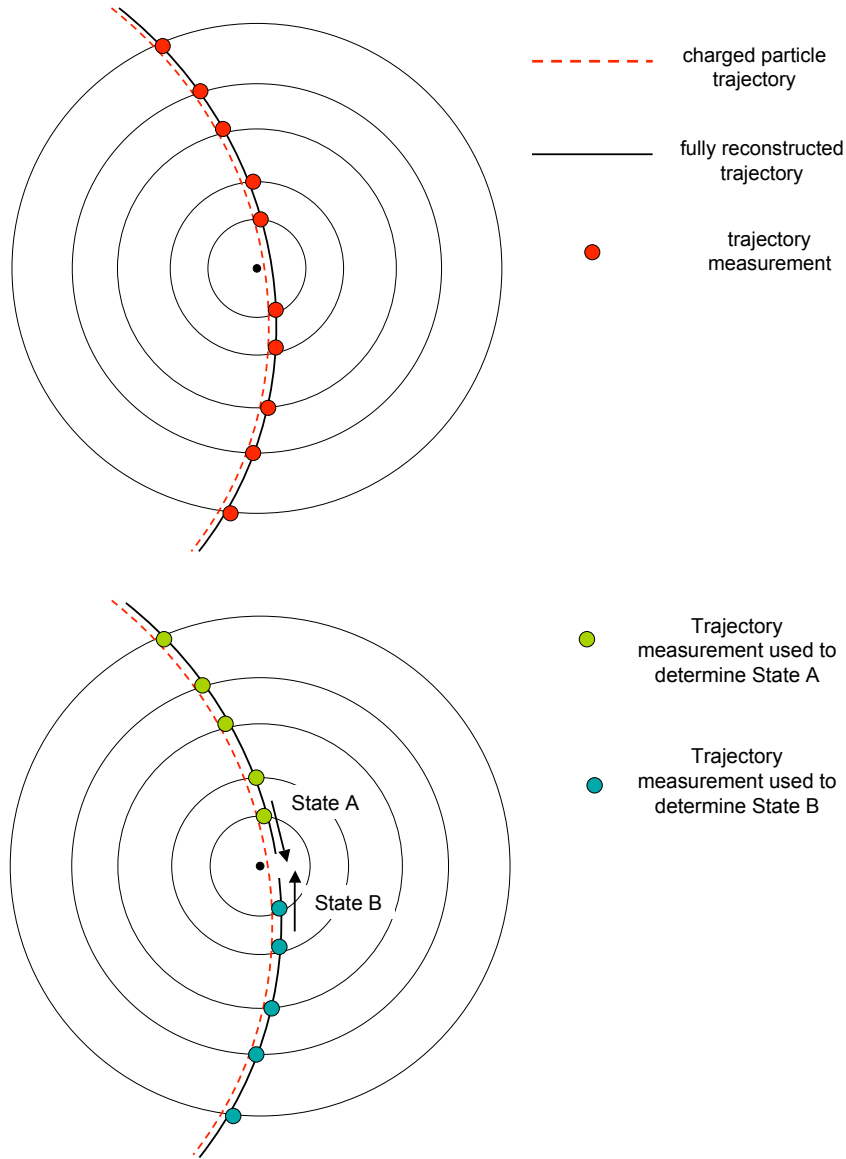 charged particle
trajectory
fully reconstructed
trajectory
trajectory
measurement
Trajectory
measurement used to
determine State A
State A
Trajectory
measurement used to
determine State B
State B